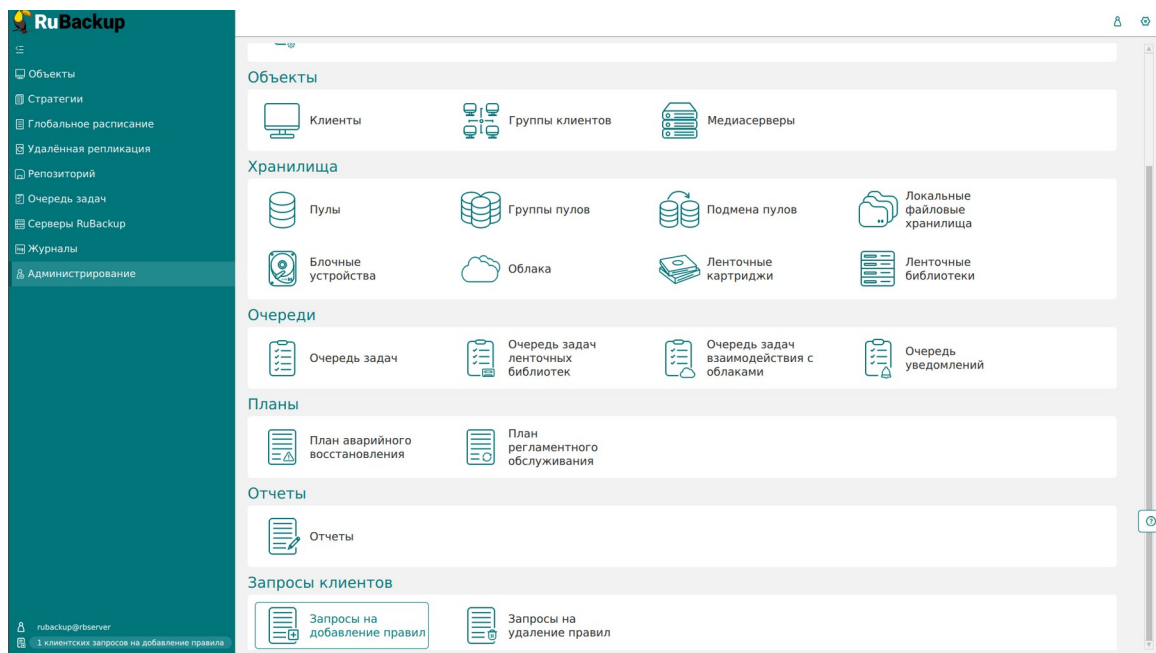 RuBackup
Объекты
Стратегии
Глобальное расписание
Удалённая репликация
Репозиторий
Очередь задач
Серверы RuBackup
Журналы
Администрирование
rubackup@rbserver
1 клиентских запросов на добавление правила
Объекты
Клиенты
Группы клиентов
Медиасерверы
Хранилища
Пулы
Группы пулов
Подмена пулов
Локальные
файловые
хранилища
Блочные
устройства
Облака
Ленточные
картриджи
Ленточные
библиотеки
Очереди
Очередь задач
Очередь задач
ленточных
библиотек
Очередь задач
взаимодействия с
облаками
Очередь
уведомлений
Планы
План аварийного
восстановления
План
регламентного
обслуживания
Отчеты
Отчеты
Запросы клиентов
Запросы на
добавление правил
Запросы на
удаление правил